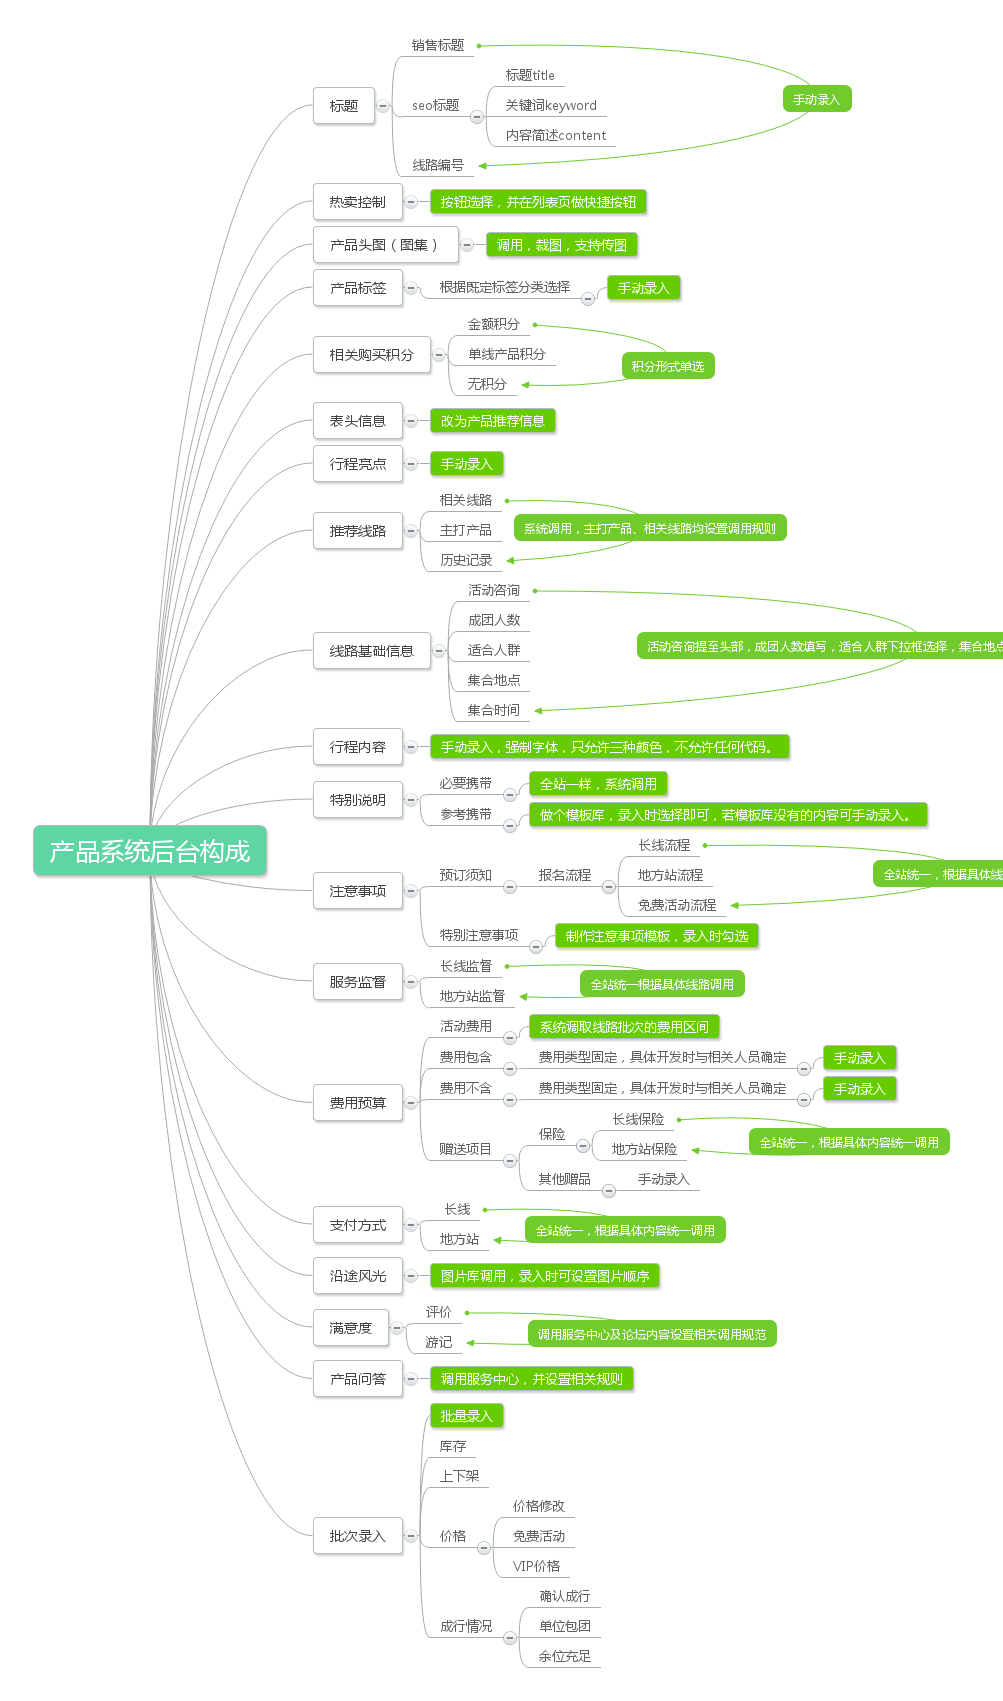 产品系统后台构成
标题
销售标题
seo标题
标题title
关键词keyword
内容简述content
线路编号
手动录入
热卖控制
按钮选择，并在列表页做快捷按钮
产品头图（图集）
调用，裁图，支持传图
产品标签
根据既定标签分类选择
手动录入
相关购买积分
金额积分
单线产品积分
无积分
积分形式单选
表头信息
改为产品推荐信息
行程亮点
手动录入
推荐线路
相关线路
主打产品
历史记录
系统调用，主打产品、相关线路均设置调用规则
线路基础信息
活动咨询
成团人数
适合人群
集合地点
集合时间
活动咨询提至头部，成团人数填写，适合人群下拉框选择，集合地点
行程内容
手动录入，强制字体，只允许三种颜色，不允许任何代码。
特别说明
必要携带
全站一样，系统调用
参考携带
做个模板库，录入时选择即可，若模板库没有的内容可手动录入。
注意事项
预订须知
报名流程
长线流程
地方站流程
免费活动流程
全站统一，根据具体线
特别注意事项
制作注意事项模板，录入时勾选
服务监督
长线监督
地方站监督
全站统一根据具体线路调用
费用预算
活动费用
系统调取线路批次的费用区间
费用包含
费用类型固定，具体开发时与相关人员确定
手动录入
费用不含
费用类型固定，具体开发时与相关人员确定
手动录入
赠送项目
保险
长线保险
地方站保险
全站统一，根据具体内容统一调用
其他赠品
手动录入
支付方式
长线
地方站
全站统一，根据具体内容统一调用
沿途风光
图片库调用，录入时可设置图片顺序
满意度
评价
游记
调用服务中心及论坛内容设置相关调用规范
产品问答
调用服务中心，并设置相关规则
批次录入
批量录入
库存
上下架
价格
价格修改
免费活动
VIP价格
成行情况
确认成行
单位包团
余位充足